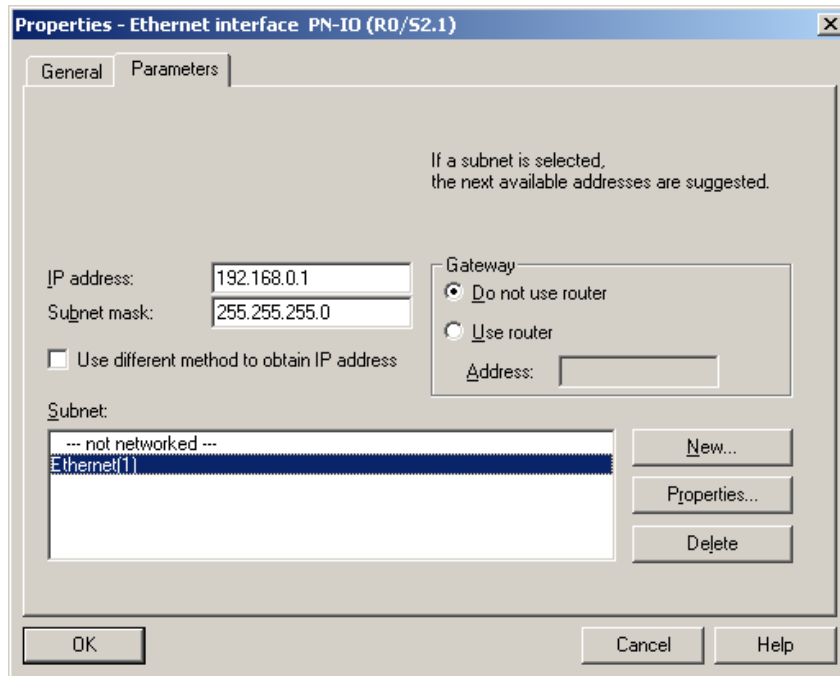 Properties - Ethernet interface PN-IO (R0/S2.1)
General
Parameters
If a subnet is selected,
the next available addresses are suggested.
IP address:
192.168.0.1
Subnet mask:
255.255.255.0
Use different method to obtain IP address
Gateway
Do not use router
Use router
Address:
Subnet:
--- not networked ---
Ethernet(1)
New...
Properties...
Delete
OK
Cancel
Help